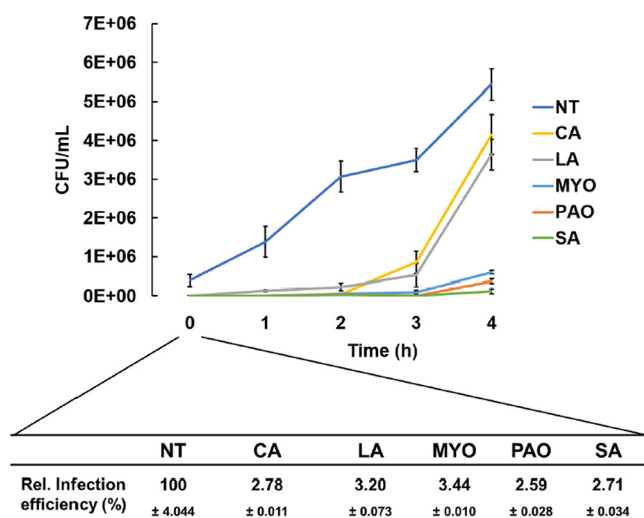 7E+06
6E+06
5E+06
4E+06
3E+06
2E+06
1E+06
0E+00
CFU/mL
0 1 2 3 4
Time (h)
NT
CA
LA
MYO
PAO
SA
NT CA LA MYO PAO SA
Rel. Infection efficiency (%) 100 2.78 3.20 3.44 2.59 2.71
± 4.044 ± 0.011 ± 0.073 ± 0.010 ± 0.028 ± 0.034